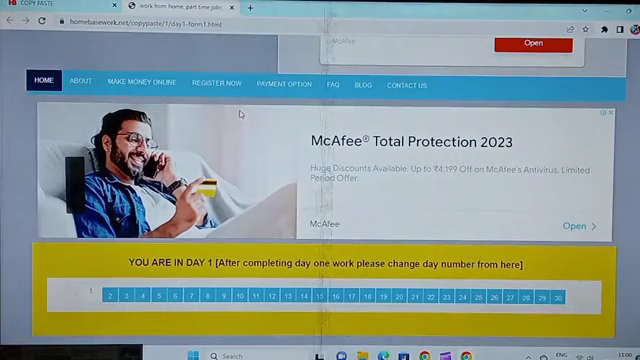 COPY PASTE
work from home, part time jobs
homebasework.net/copypaste/1/day1-form1.html
McAfee
Open
HOME ABOUT MAKE MONEY ONLINE REGISTER NOW PAYMENT OPTION FAQ BLOG CONTACT US
McAfee® Total Protection 2023
Huge Discounts Available. Up to ₹4,199 Off on McAfee's Antivirus. Limited
Period Offer.
McAfee
Open
YOU ARE IN DAY 1 [After completing day one work please change day number from here]
1 2 3 4 5 6 7 8 9 10 11 12 13 14 15 16 17 18 19 20 21 22 23 24 25 26 27 28 29 30
Search
ENG
11:00